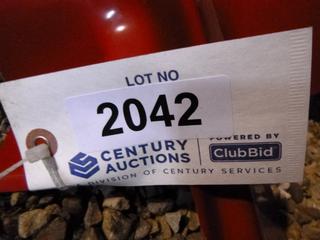 LOT NO
2042
CENTURY
AUCTIONS
POWERED BY
ClubBid
A DIVISION OF CENTURY SERVICES